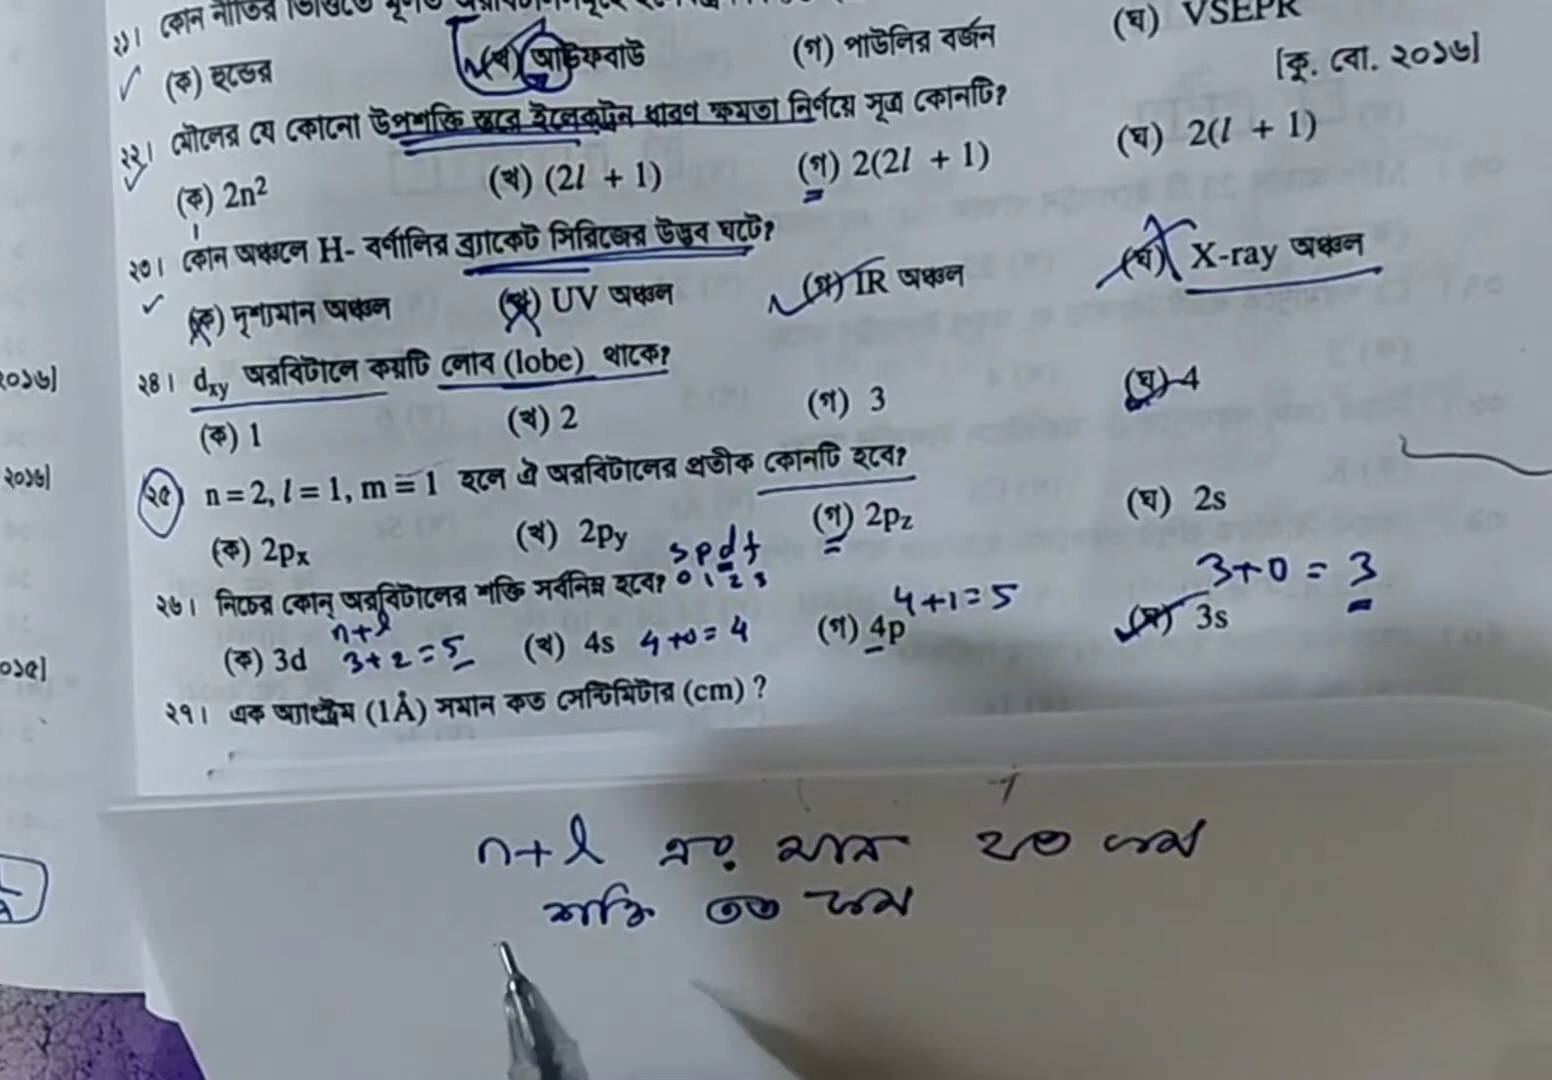 ২১। কোন নীতির ভিত্তিতে
(ক) হুন্ডের (খ) আউফবাউ (গ) পাউলির বর্জন (ঘ) VSEPR
[কু. বো. ২০১৬]
২২। মৌলের যে কোনো উপশক্তি স্তরে ইলেকট্রন ধারণ ক্ষমতা নির্ণয়ে সূত্র কোনটি?
(ক) 2n² (খ) (2l + 1) (গ) 2(2l + 1) (ঘ) 2(l + 1)
২৩। কোন অঞ্চলে H- বর্ণালির ব্র্যাকেট সিরিজের উদ্ভব ঘটে?
(ক) দৃশ্যমান অঞ্চল (খ) UV অঞ্চল (গ) IR অঞ্চল (ঘ) X-ray অঞ্চল
২০১৬]
২৪। dxy অরবিটালে কয়টি লোব (lobe) থাকে?
(ক) 1 (খ) 2 (গ) 3 (ঘ) 4
২০১৬]
২৫। n = 2, l = 1, m = 1 হলে ঐ অরবিটালের প্রতীক কোনটি হবে?
(ক) 2px (খ) 2py (গ) 2pz (ঘ) 2s
s p d f
0 1 2 3
২৬। নিচের কোন্ অরবিটালের শক্তি সর্বনিম্ন হবে?
n+l
(ক) 3d 3+2=5 (খ) 4s 4+0=4 (গ) 4p 4+1=5 (ঘ) 3s 3+0=3
০১৫]
২৭। এক অ্যাংস্ট্রম (1Å) সমান কত সেন্টিমিটার (cm) ?
n+l এর মান যত কম
শক্তি তত কম